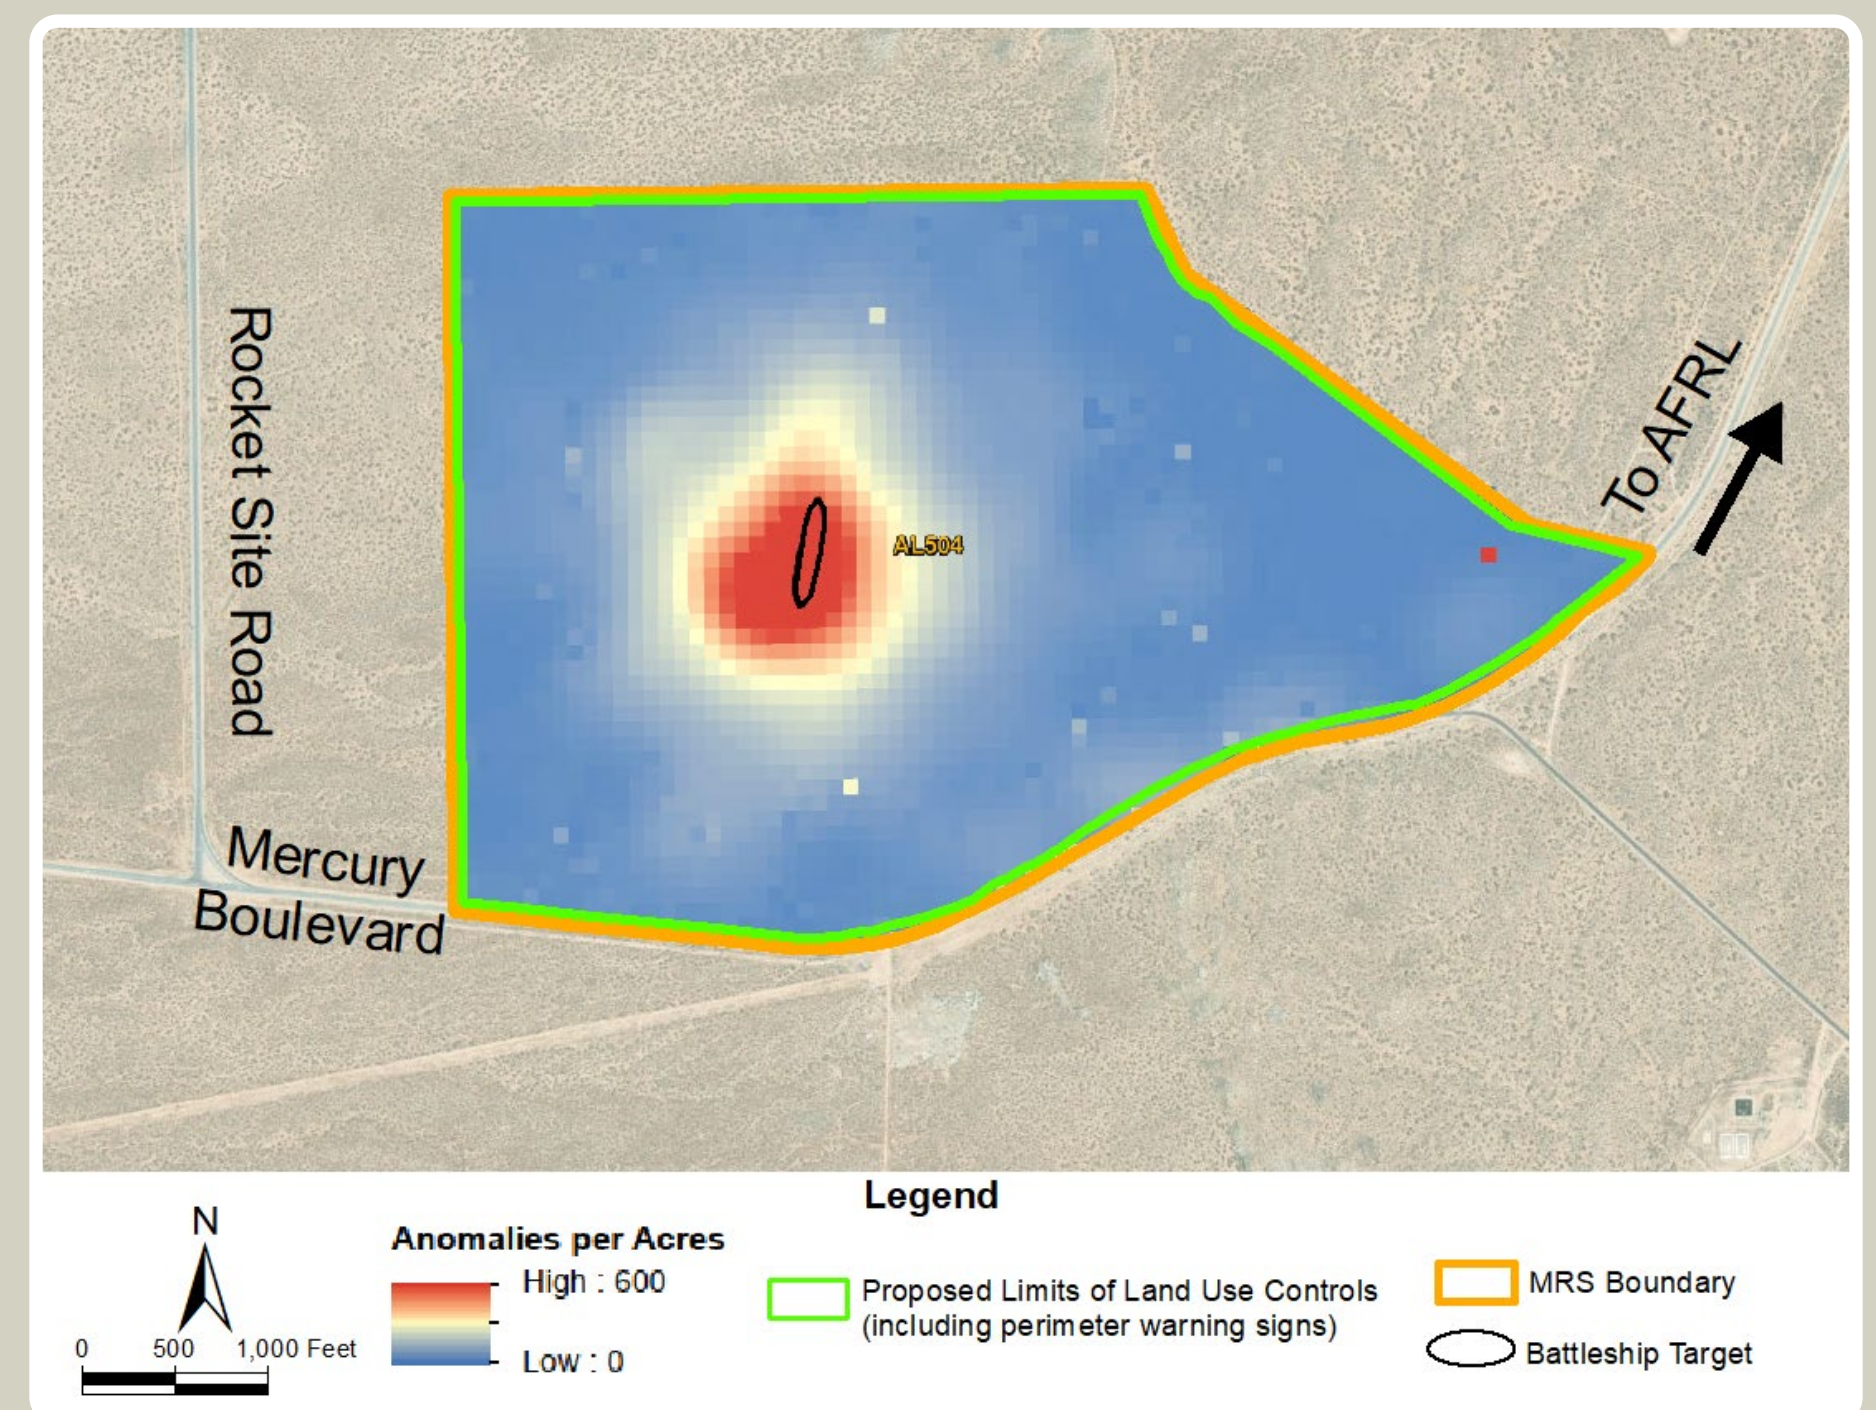 Rocket Site Road
To AFRL
AL504
Mercury
Boulevard
Legend
N
0 500 1,000 Feet
Anomalies per Acres
High : 600
Low : 0
Proposed Limits of Land Use Controls
(including perimeter warning signs)
MRS Boundary
Battleship Target